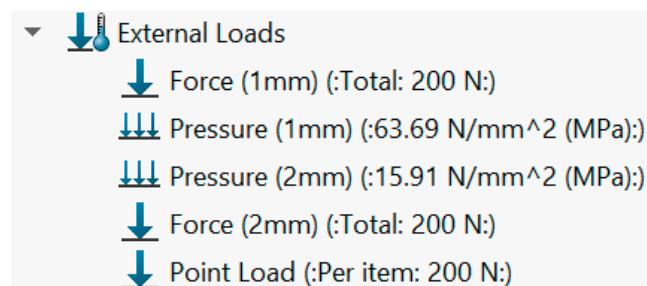 External Loads
Force (1mm) (:Total: 200 N:)
Pressure (1mm) (:63.69 N/mm^2 (MPa):)
Pressure (2mm) (:15.91 N/mm^2 (MPa):)
Force (2mm) (:Total: 200 N:)
Point Load (:Per item: 200 N:)